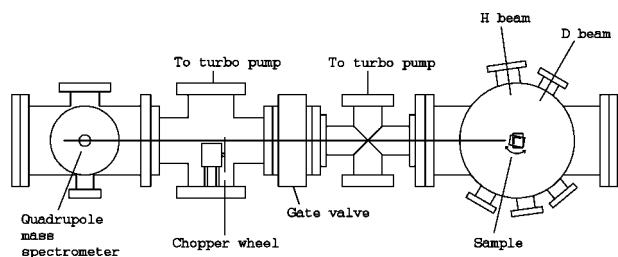 H beam
D beam
To turbo pump
To turbo pump
Quadrupole
mass
spectrometer
Chopper wheel
Gate valve
Sample